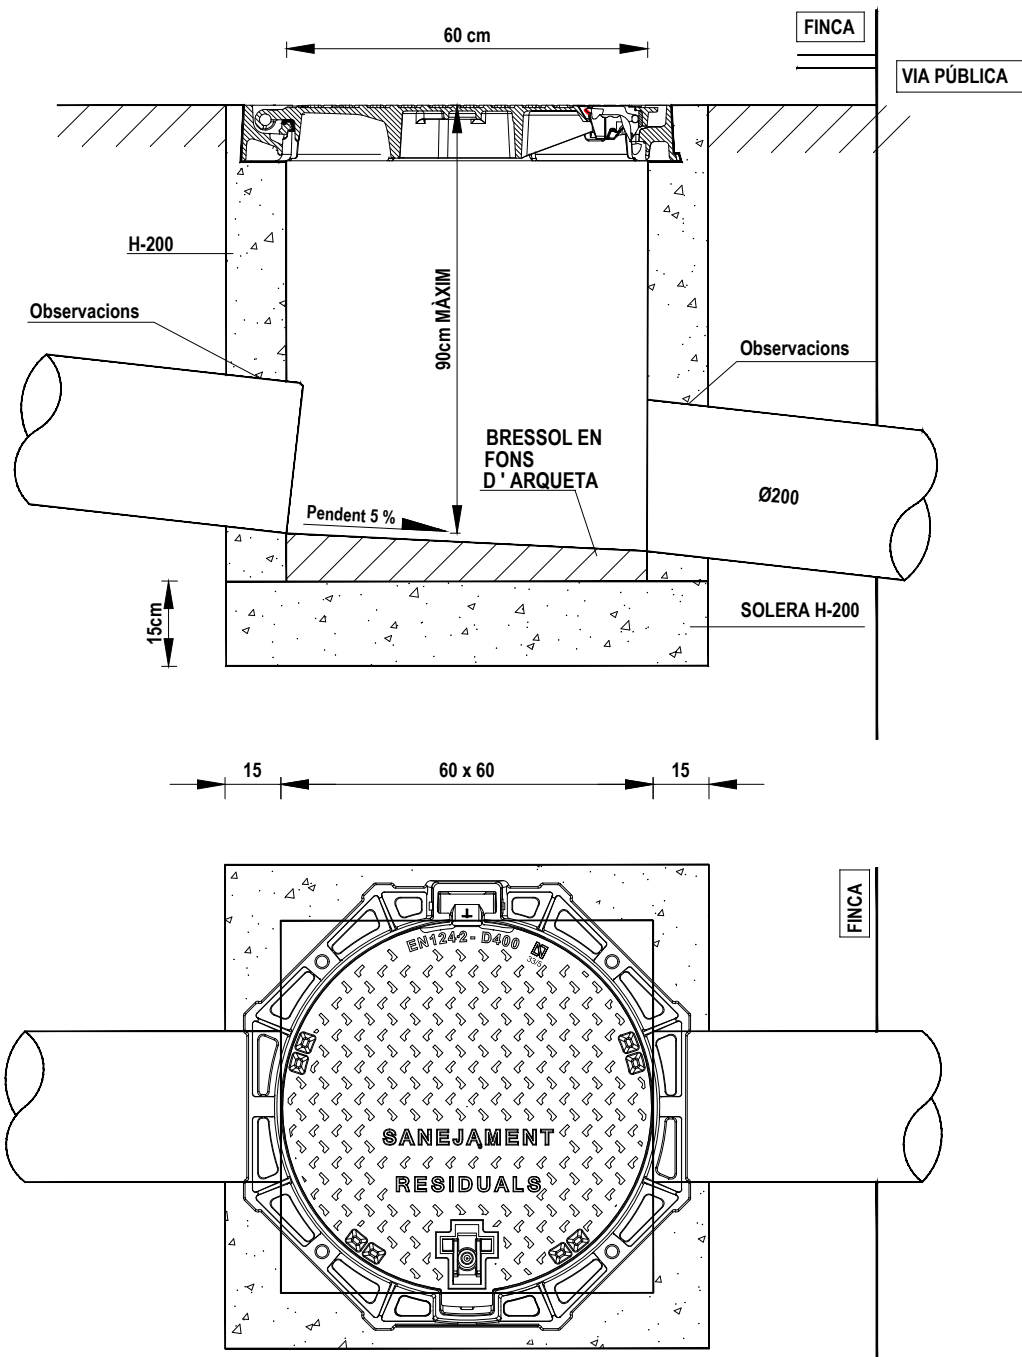 60 cm
FINCA
VIA PÚBLICA
H-200
Observacions
90cm MÀXIM
Observacions
BRESSOL EN
FONS
D ' ARQUETA
Ø200
Pendent 5 %
15cm
SOLERA H-200
15
60 x 60
15
FINCA
EN124-2 - D400
SANEJAMENT
RESIDUALS